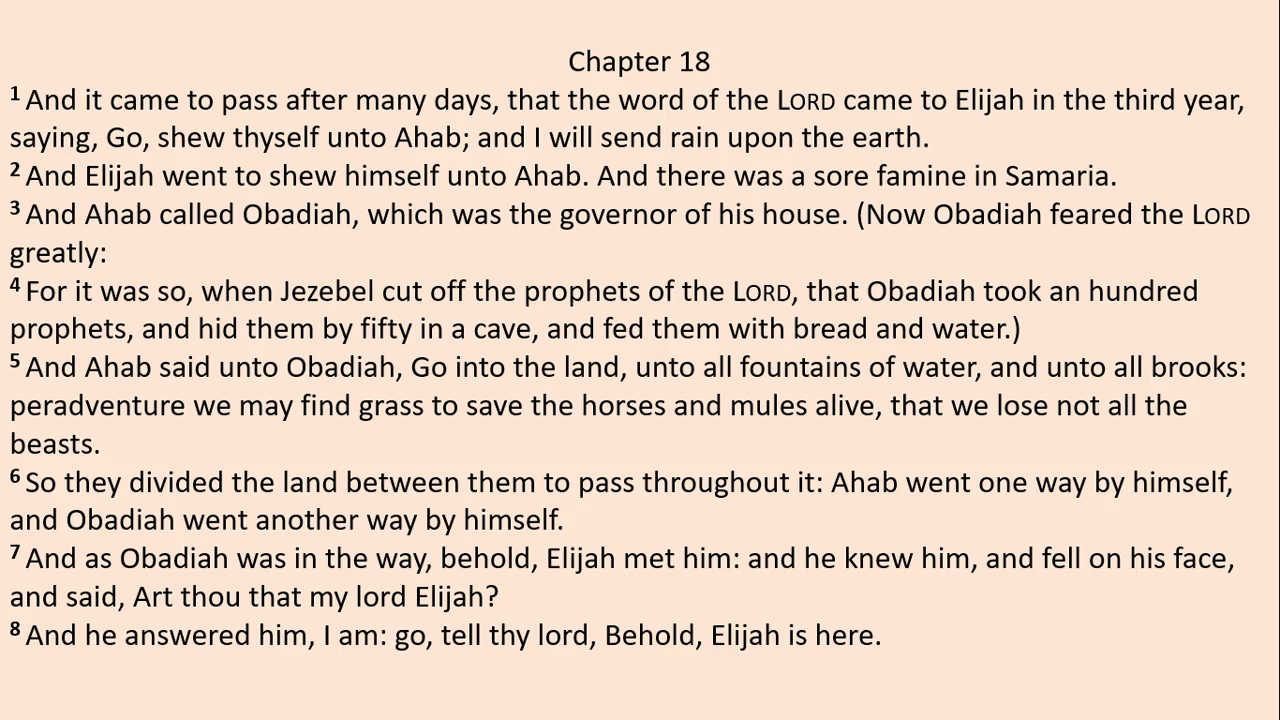 Chapter 18
1 And it came to pass after many days, that the word of the LORD came to Elijah in the third year,
saying, Go, shew thyself unto Ahab; and I will send rain upon the earth.
2 And Elijah went to shew himself unto Ahab. And there was a sore famine in Samaria.
3 And Ahab called Obadiah, which was the governor of his house. (Now Obadiah feared the LORD
greatly:
4 For it was so, when Jezebel cut off the prophets of the LORD, that Obadiah took an hundred
prophets, and hid them by fifty in a cave, and fed them with bread and water.)
5 And Ahab said unto Obadiah, Go into the land, unto all fountains of water, and unto all brooks:
peradventure we may find grass to save the horses and mules alive, that we lose not all the
beasts.
6 So they divided the land between them to pass throughout it: Ahab went one way by himself,
and Obadiah went another way by himself.
7 And as Obadiah was in the way, behold, Elijah met him: and he knew him, and fell on his face,
and said, Art thou that my lord Elijah?
8 And he answered him, I am: go, tell thy lord, Behold, Elijah is here.